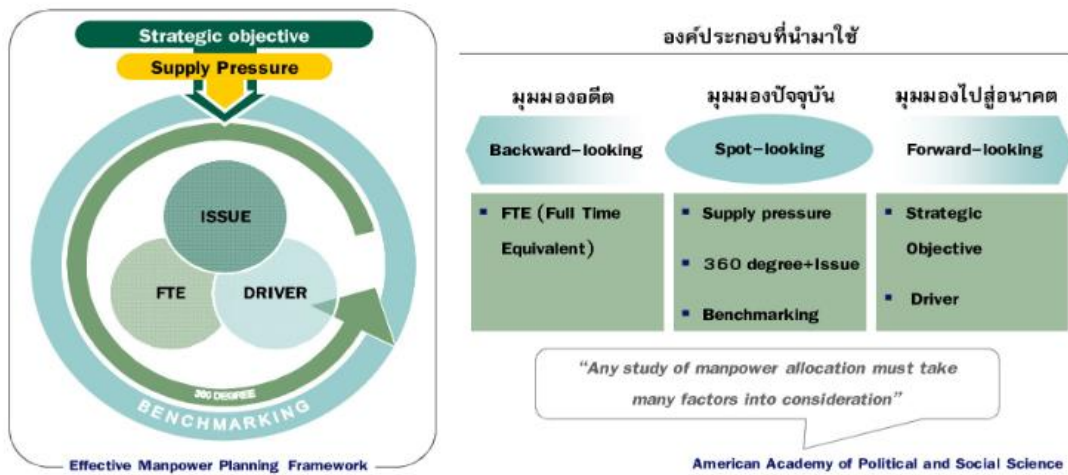 Strategic objective
Supply Pressure
ISSUE
FTE
DRIVER
360 DEGREE
BENCHMARKING
Effective Manpower Planning Framework
องค์ประกอบที่นำมาใช้
มุมมองอดีต
มุมมองปัจจุบัน
มุมมองไปสู่อนาคต
Backward-looking
Spot-looking
Forward-looking
▪ FTE (Full Time
Equivalent)
▪ Supply pressure
▪ 360 degree+Issue
▪ Benchmarking
▪ Strategic
Objective
▪ Driver
“Any study of manpower allocation must take
many factors into consideration”
American Academy of Political and Social Science